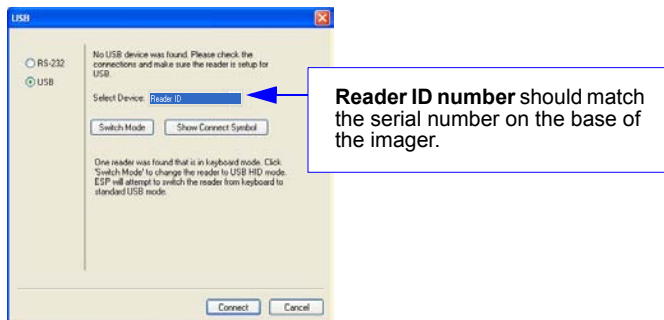 USB
RS-232
USB
No USB device was found. Please check the
connections and make sure the reader is setup for
USB.
Select Device: Reader ID
Switch Mode
Show Connect Symbol
One reader was found that is in keyboard mode. Click
'Switch Mode' to change the reader to USB HID mode.
ESP will attempt to switch the reader from keyboard to
standard USB mode.
Connect
Cancel
Reader ID number should match
the serial number on the base of
the imager.